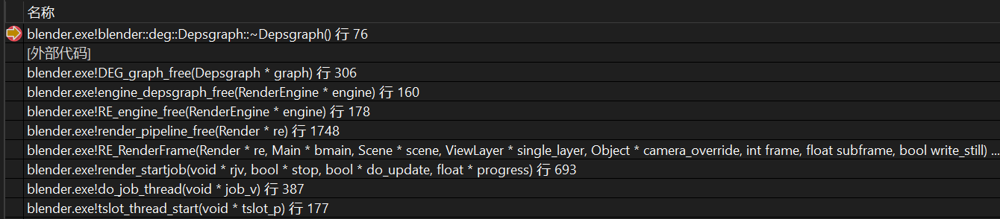 名称
blender.exe!blender::deg::Depsgraph::~Depsgraph() 行 76
[外部代码]
blender.exe!DEG_graph_free(Depsgraph * graph) 行 306
blender.exe!engine_depsgraph_free(RenderEngine * engine) 行 160
blender.exe!RE_engine_free(RenderEngine * engine) 行 178
blender.exe!render_pipeline_free(Render * re) 行 1748
blender.exe!RE_RenderFrame(Render * re, Main * bmain, Scene * scene, ViewLayer * single_layer, Object * camera_override, int frame, float subframe, bool write_still) ...
blender.exe!render_startjob(void * rjv, bool * stop, bool * do_update, float * progress) 行 693
blender.exe!do_job_thread(void * job_v) 行 387
blender.exe!tslot_thread_start(void * tslot_p) 行 177